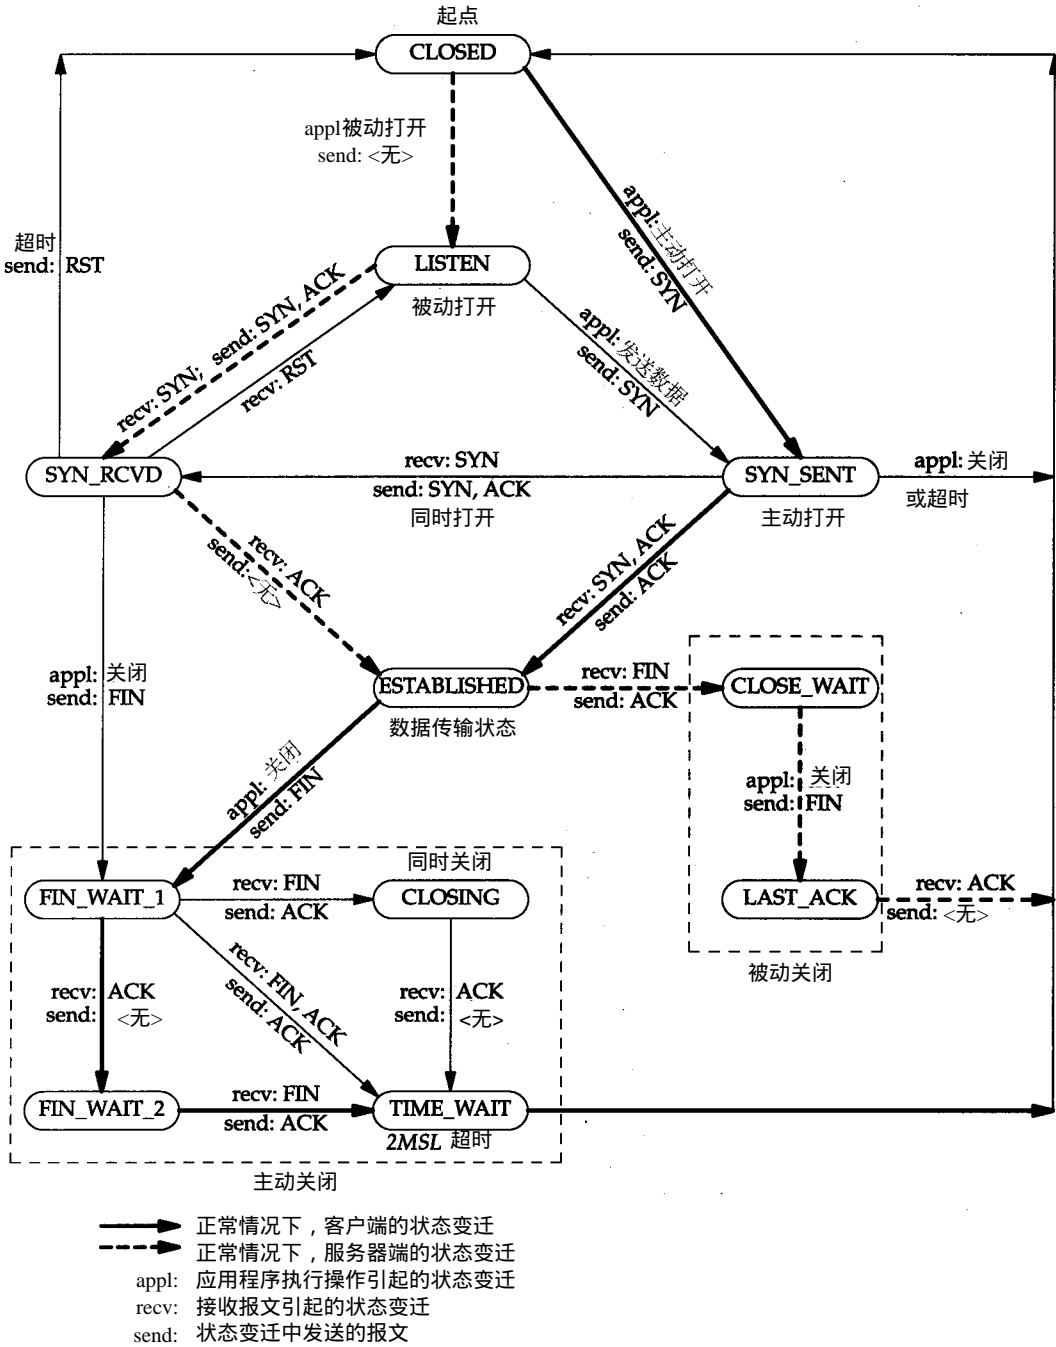 起点
CLOSED
appl被动打开
send: <无>
appl:主动打开
send: SYN
超时
send: RST
LISTEN
被动打开
recv: SYN; send: SYN, ACK
recv: RST
appl: 发送数据
send: SYN
SYN_RCVD
recv: SYN
send: SYN, ACK
同时打开
SYN_SENT
主动打开
appl: 关闭
或超时
recv: ACK
send: <无>
recv: SYN, ACK
send: ACK
appl: 关闭
send: FIN
ESTABLISHED
数据传输状态
recv: FIN
send: ACK
CLOSE_WAIT
appl: 关闭
send: FIN
appl: 关闭
send: FIN
同时关闭
FIN_WAIT_1
recv: FIN
send: ACK
CLOSING
LAST_ACK
recv: ACK
send: <无>
被动关闭
recv: ACK
send: <无>
recv: FIN, ACK
send: ACK
recv: ACK
send: <无>
FIN_WAIT_2
recv: FIN
send: ACK
TIME_WAIT
2MSL 超时
主动关闭
正常情况下，客户端的状态变迁
正常情况下，服务器端的状态变迁
appl: 应用程序执行操作引起的状态变迁
recv: 接收报文引起的状态变迁
send: 状态变迁中发送的报文